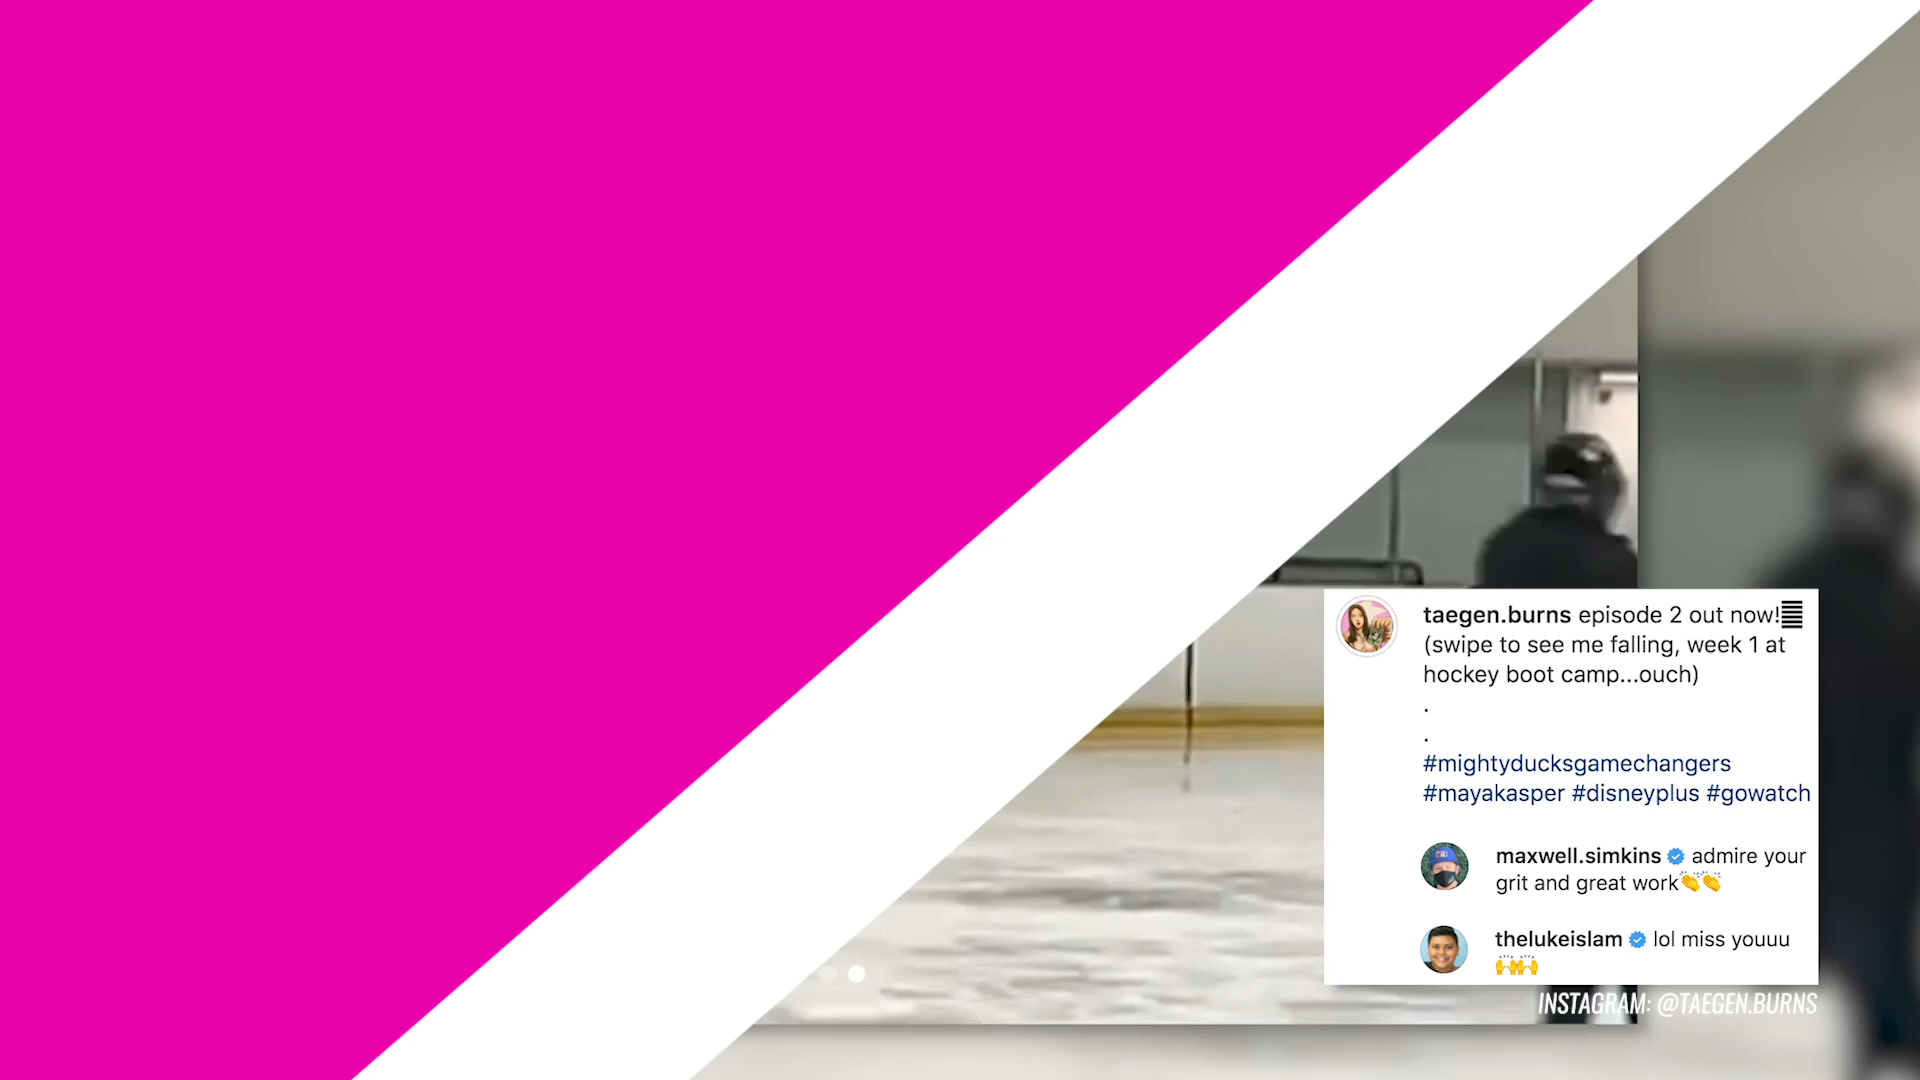 taegen.burns episode 2 out now!
(swipe to see me falling, week 1 at
hockey boot camp...ouch)
.
.
#mightyducksgamechangers
#mayakasper #disneyplus #gowatch
maxwell.simkins admire your
grit and great work👏👏
thelukeislam lol miss youuu
🙌🙌
INSTAGRAM: @TAEGEN.BURNS